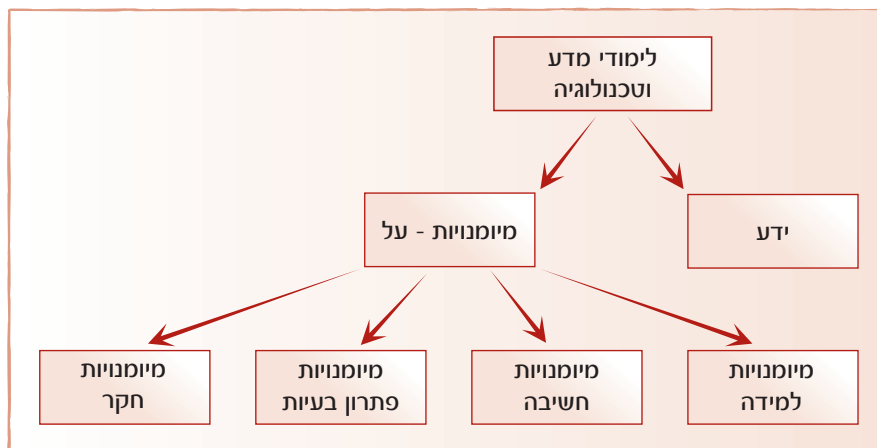 לימודי מדע
וטכנולוגיה
ידע
מיומנויות - על
מיומנויות
למידה
מיומנויות
חשיבה
מיומנויות
פתרון בעיות
מיומנויות
חקר